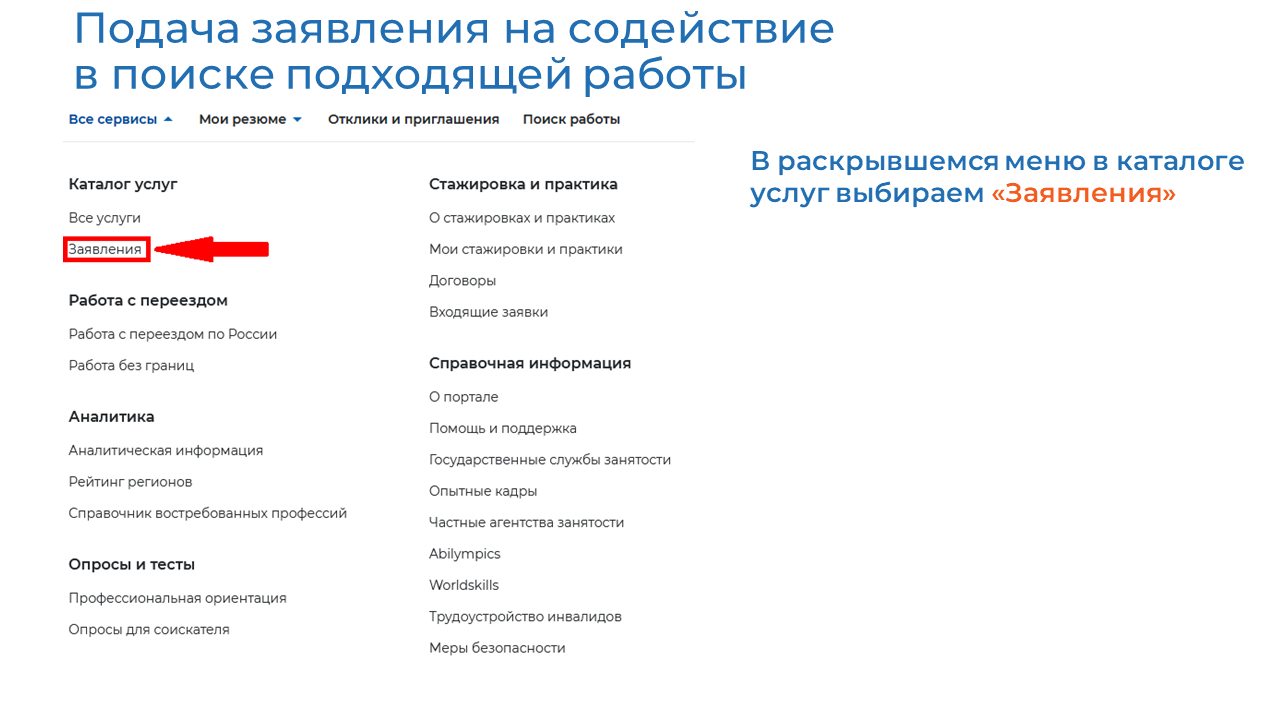 Подача заявления на содействие
в поиске подходящей работы
Все сервисы
Мои резюме
Отклики и приглашения
Поиск работы
Каталог услуг
Все услуги
Заявления
Работа с переездом
Работа с переездом по России
Работа без границ
Аналитика
Аналитическая информация
Рейтинг регионов
Справочник востребованных профессий
Опросы и тесты
Профессиональная ориентация
Опросы для соискателя
Стажировка и практика
О стажировках и практиках
Мои стажировки и практики
Договоры
Входящие заявки
Справочная информация
О портале
Помощь и поддержка
Государственные службы занятости
Опытные кадры
Частные агентства занятости
Abilympics
Worldskills
Трудоустройство инвалидов
Меры безопасности
В раскрывшемся меню в каталоге
услуг выбираем «Заявления»